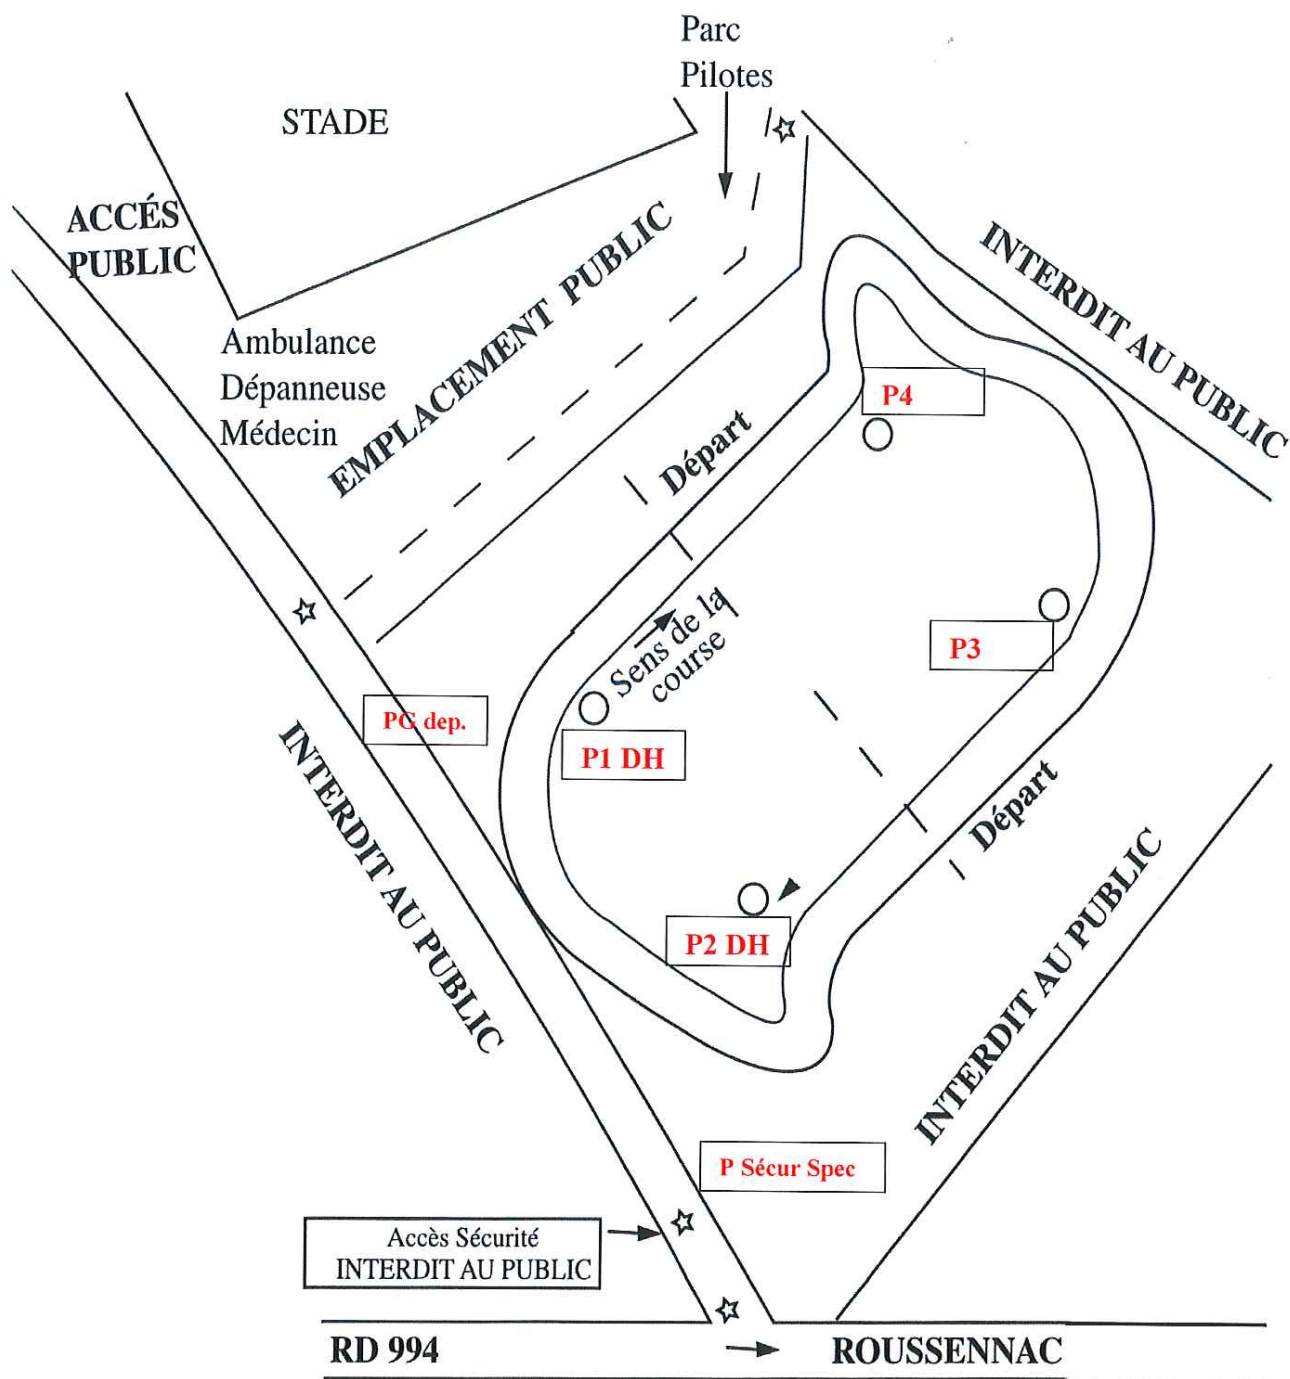 Parc
Pilotes
STADE
ACCÉS
PUBLIC
INTERDIT AU PUBLIC
EMPLACEMENT PUBLIC
Ambulance
Dépanneuse
Médecin
P4
Départ
P3
Sens de la
course
PG dep.
P1 DH
INTERDIT AU PUBLIC
Départ
P2 DH
INTERDIT AU PUBLIC
P Sécur Spec
Accès Sécurité
INTERDIT AU PUBLIC
RD 994
ROUSSENNAC